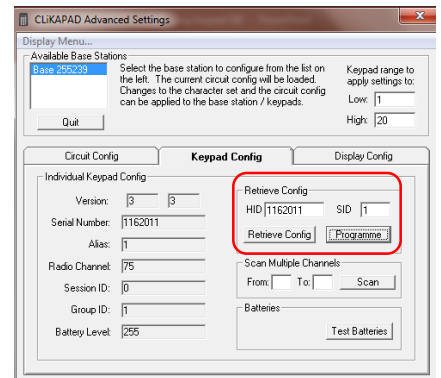 CLiKAPAD Advanced Settings
Display Menu...
Available Base Stations
Base 255239
Select the base station to configure from the list on
the left. The current circuit config will be loaded.
Changes to the character set and the circuit config
can be applied to the base station / keypads.
Keypad range to
apply settings to:
Low: 1
High: 20
Quit
Circuit Config
Keypad Config
Display Config
Individual Keypad Config
Version: 3 3
Serial Number: 1162011
Alias: 1
Radio Channel: 75
Session ID: 0
Group ID: 1
Battery Level: 255
Retrieve Config
HID 1162011 SID 1
Retrieve Config Programme
Scan Multiple Channels
From: To: Scan
Batteries
Test Batteries